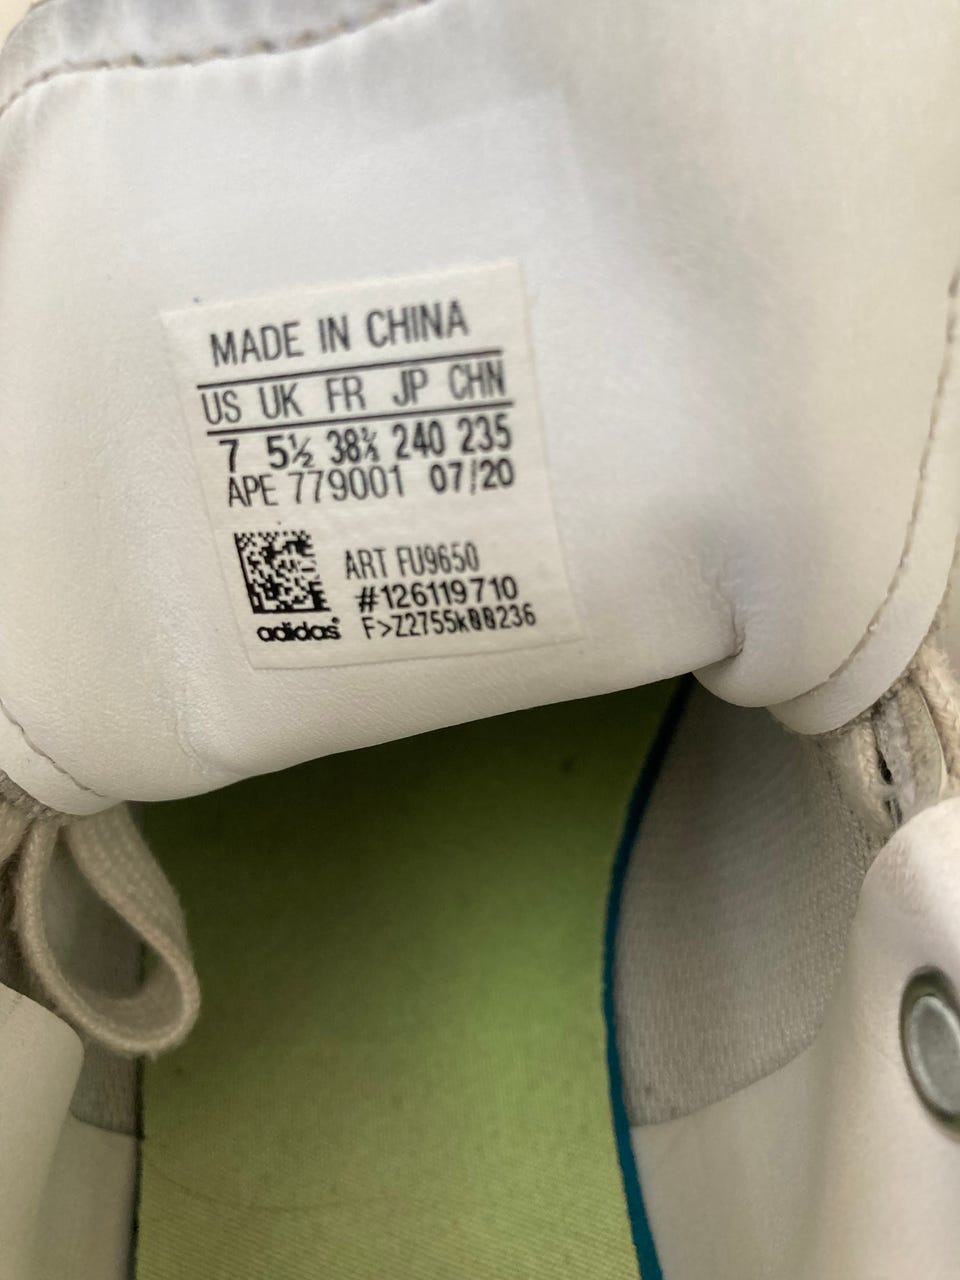 MADE IN CHINA
US UK FR JP CHN
7 5½ 38⅔ 240 235
APE 779001 07/20
ART FU9650
#126119710
adidas® F>Z2755k00236